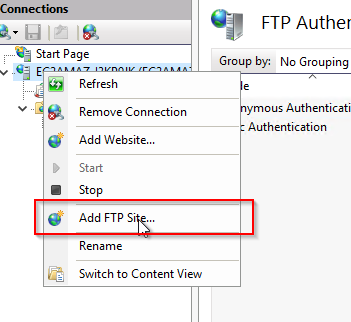 Connections
FTP Authen
Start Page
Group by:
No Grouping
Refresh
Remove Connection
Add Website...
Start
Stop
Add FTP Site...
Rename
Switch to Content View
Authenticati
Authentication